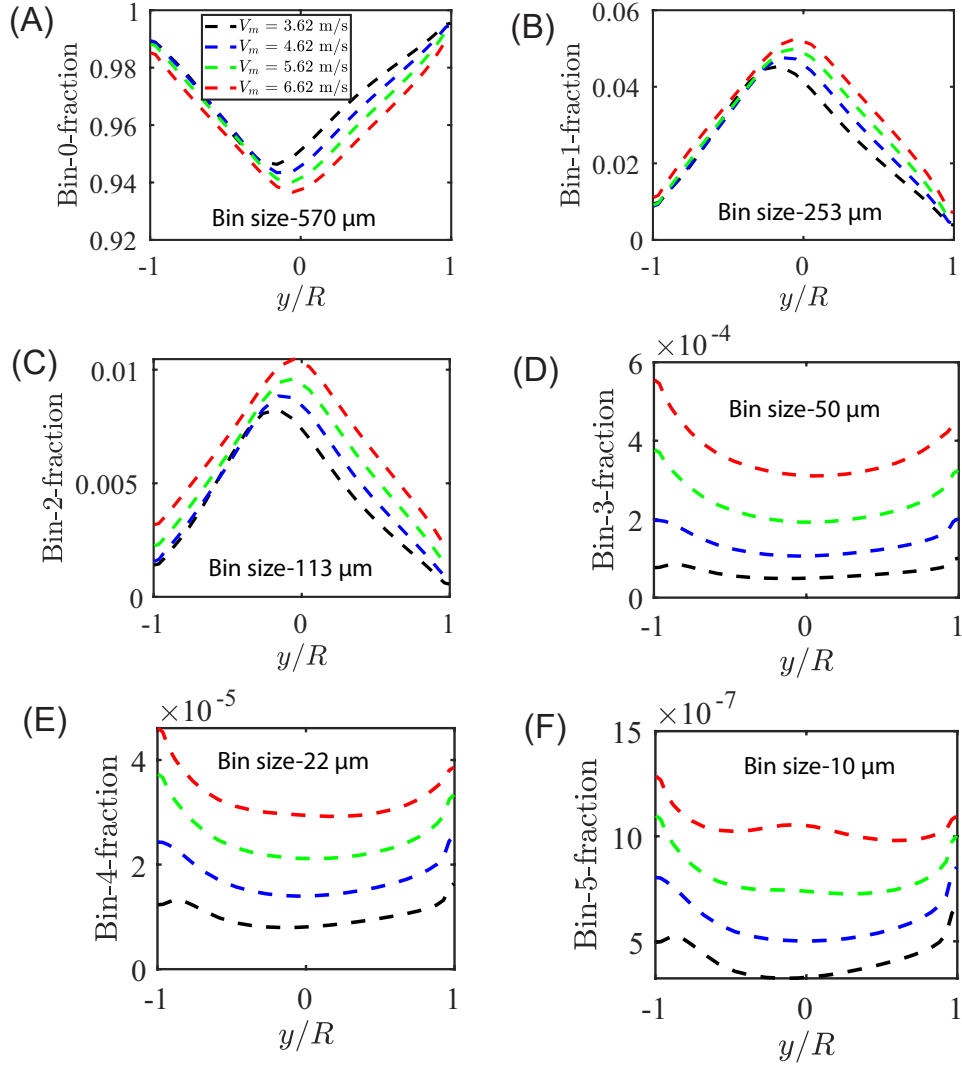 (A)
Bin-0-fraction
1
0.98
0.96
0.94
0.92
V_m = 3.62 m/s
V_m = 4.62 m/s
V_m = 5.62 m/s
V_m = 6.62 m/s
Bin size-570 µm
-1 0 1
y/R
(B)
Bin-1-fraction
0.06
0.04
0.02
0
Bin size-253 µm
-1 0 1
y/R
(C)
Bin-2-fraction
0.01
0.005
0
Bin size-113 µm
-1 0 1
y/R
(D)
×10⁻⁴
Bin-3-fraction
6
4
2
0
Bin size-50 µm
-1 0 1
y/R
(E)
×10⁻⁵
Bin-4-fraction
4
2
0
Bin size-22 µm
-1 0 1
y/R
(F)
×10⁻⁷
Bin-5-fraction
15
10
5
Bin size-10 µm
-1 0 1
y/R